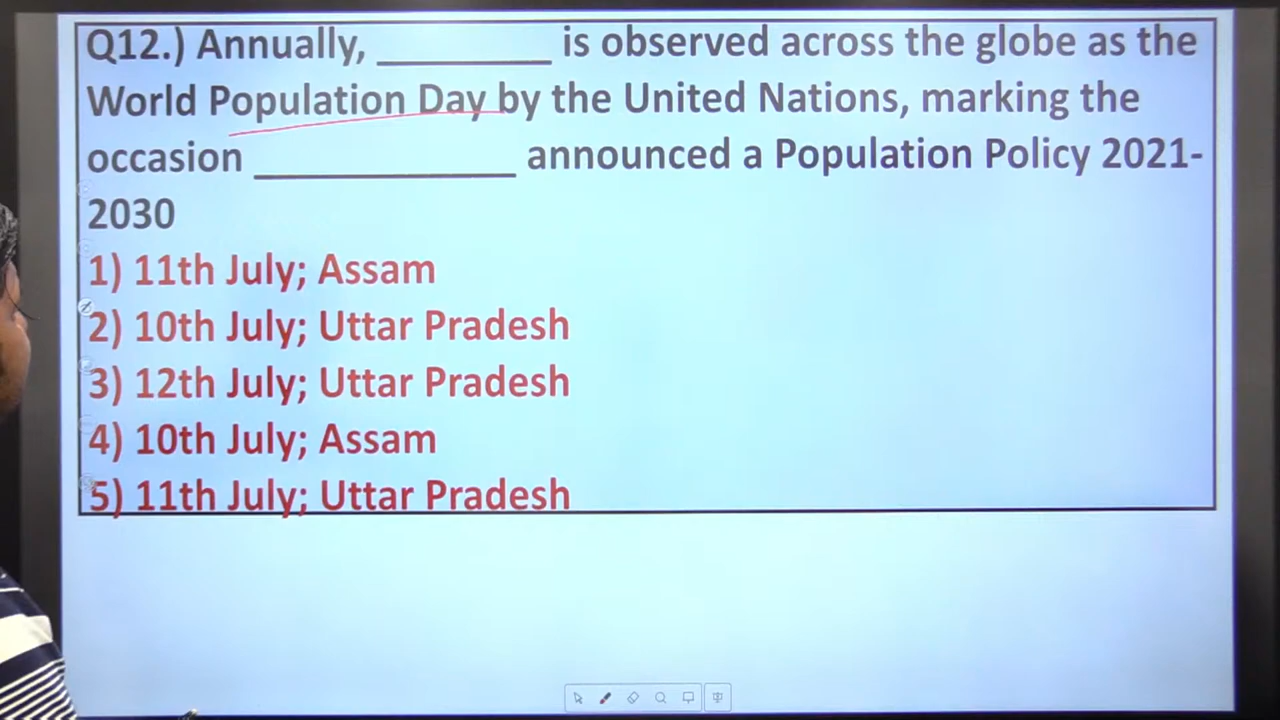 Q12.) Annually, _________ is observed across the globe as the
World Population Day by the United Nations, marking the
occasion ______________ announced a Population Policy 2021-
2030
1) 11th July; Assam
2) 10th July; Uttar Pradesh
3) 12th July; Uttar Pradesh
4) 10th July; Assam
5) 11th July; Uttar Pradesh